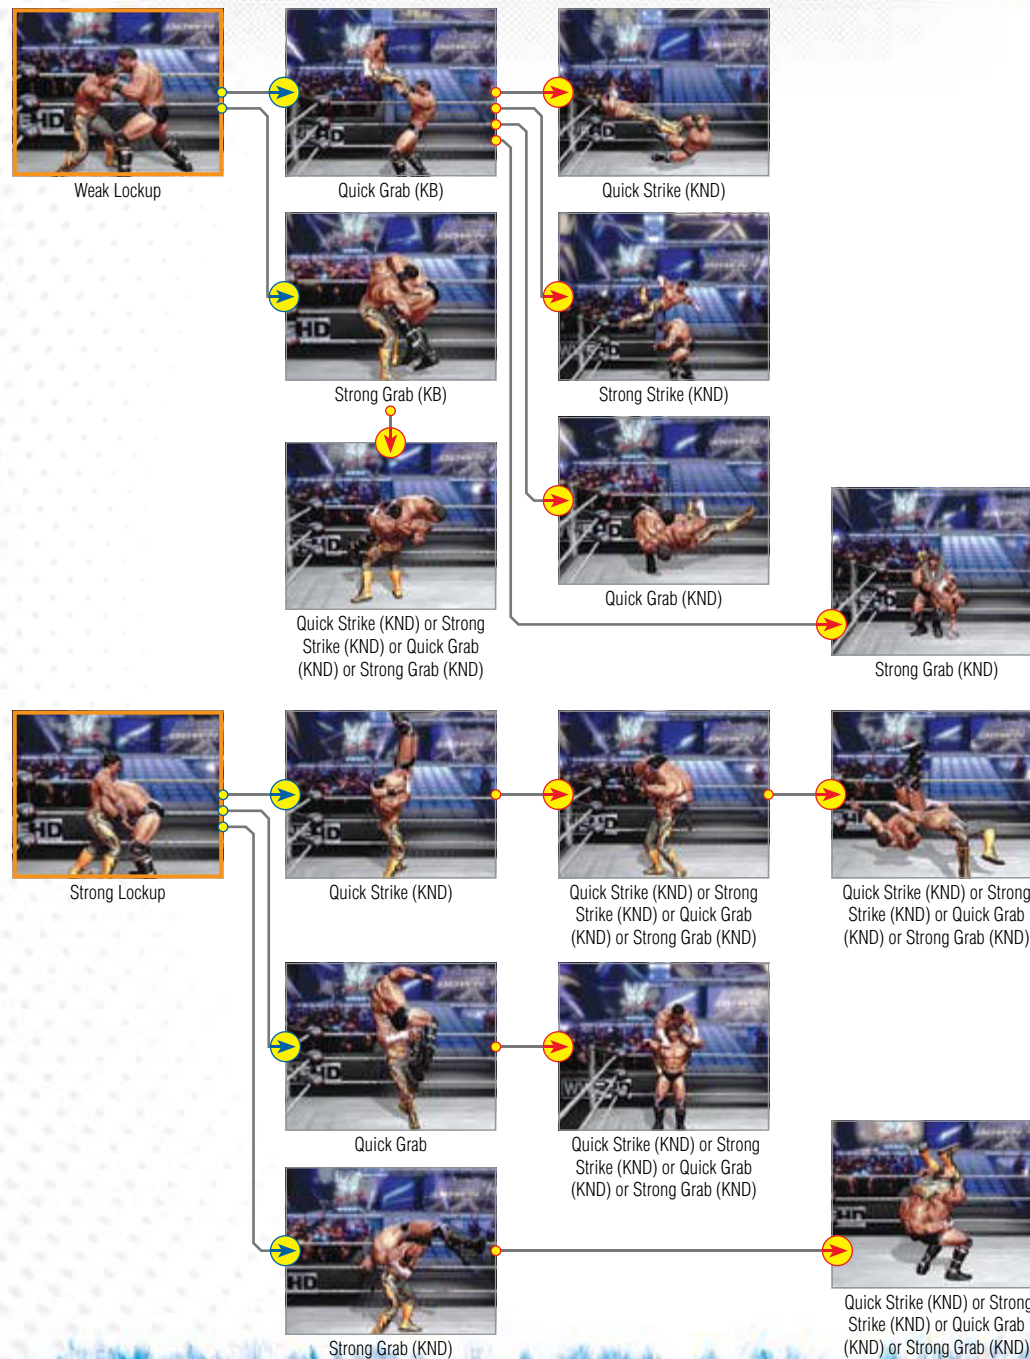 Weak Lockup
Quick Grab (KB)
Quick Strike (KND)
Strong Grab (KB)
Strong Strike (KND)
Quick Strike (KND) or Strong
Strike (KND) or Quick Grab
(KND) or Strong Grab (KND)
Quick Grab (KND)
Strong Grab (KND)
Strong Lockup
Quick Strike (KND)
Quick Strike (KND) or Strong
Strike (KND) or Quick Grab
(KND) or Strong Grab (KND)
Quick Strike (KND) or Strong
Strike (KND) or Quick Grab
(KND) or Strong Grab (KND)
Quick Grab
Quick Strike (KND) or Strong
Strike (KND) or Quick Grab
(KND) or Strong Grab (KND)
Strong Grab (KND)
Quick Strike (KND) or Strong
Strike (KND) or Quick Grab
(KND) or Strong Grab (KND)